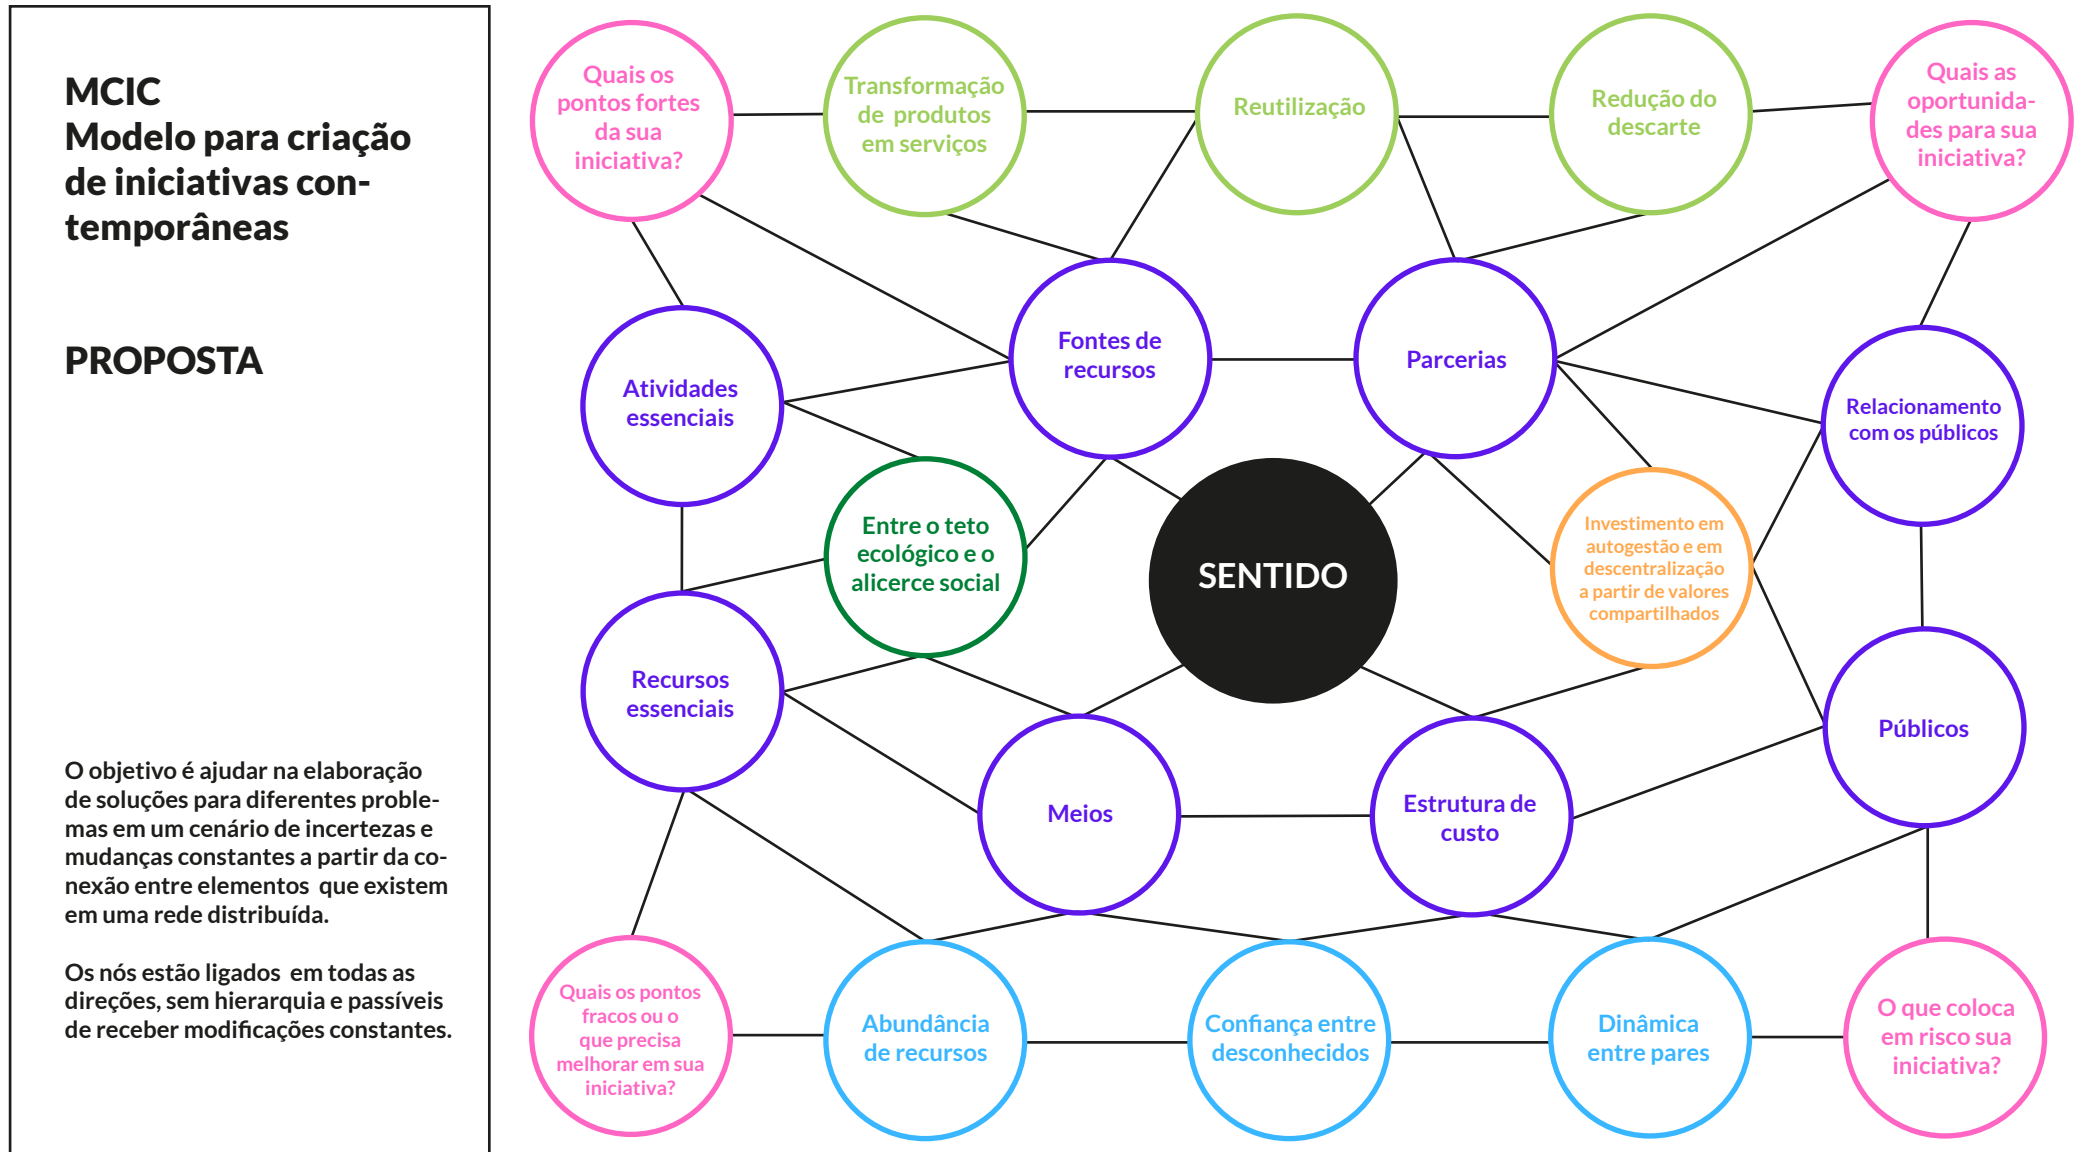 MCIC
Modelo para criação
de iniciativas con-
temporâneas
PROPOSTA
O objetivo é ajudar na elaboração
de soluções para diferentes proble-
mas em um cenário de incertezas e
mudanças constantes a partir da co-
nexão entre elementos que existem
em uma rede distribuída.
Os nós estão ligados em todas as
direções, sem hierarquia e passíveis
de receber modificações constantes.
Quais os
pontos fortes
da sua
iniciativa?
Transformação
de produtos
em serviços
Reutilização
Redução do
descarte
Quais as
oportunida-
des para sua
iniciativa?
Fontes de
recursos
Parcerias
Atividades
essenciais
Relacionamento
com os públicos
Entre o teto
ecológico e o
alicerce social
SENTIDO
Investimento em
autogestão e em
descentralização
a partir de valores
compartilhados
Recursos
essenciais
Públicos
Meios
Estrutura de
custo
Quais os pontos
fracos ou o
que precisa
melhorar em sua
iniciativa?
Abundância
de recursos
Confiança entre
desconhecidos
Dinâmica
entre pares
O que coloca
em risco sua
iniciativa?